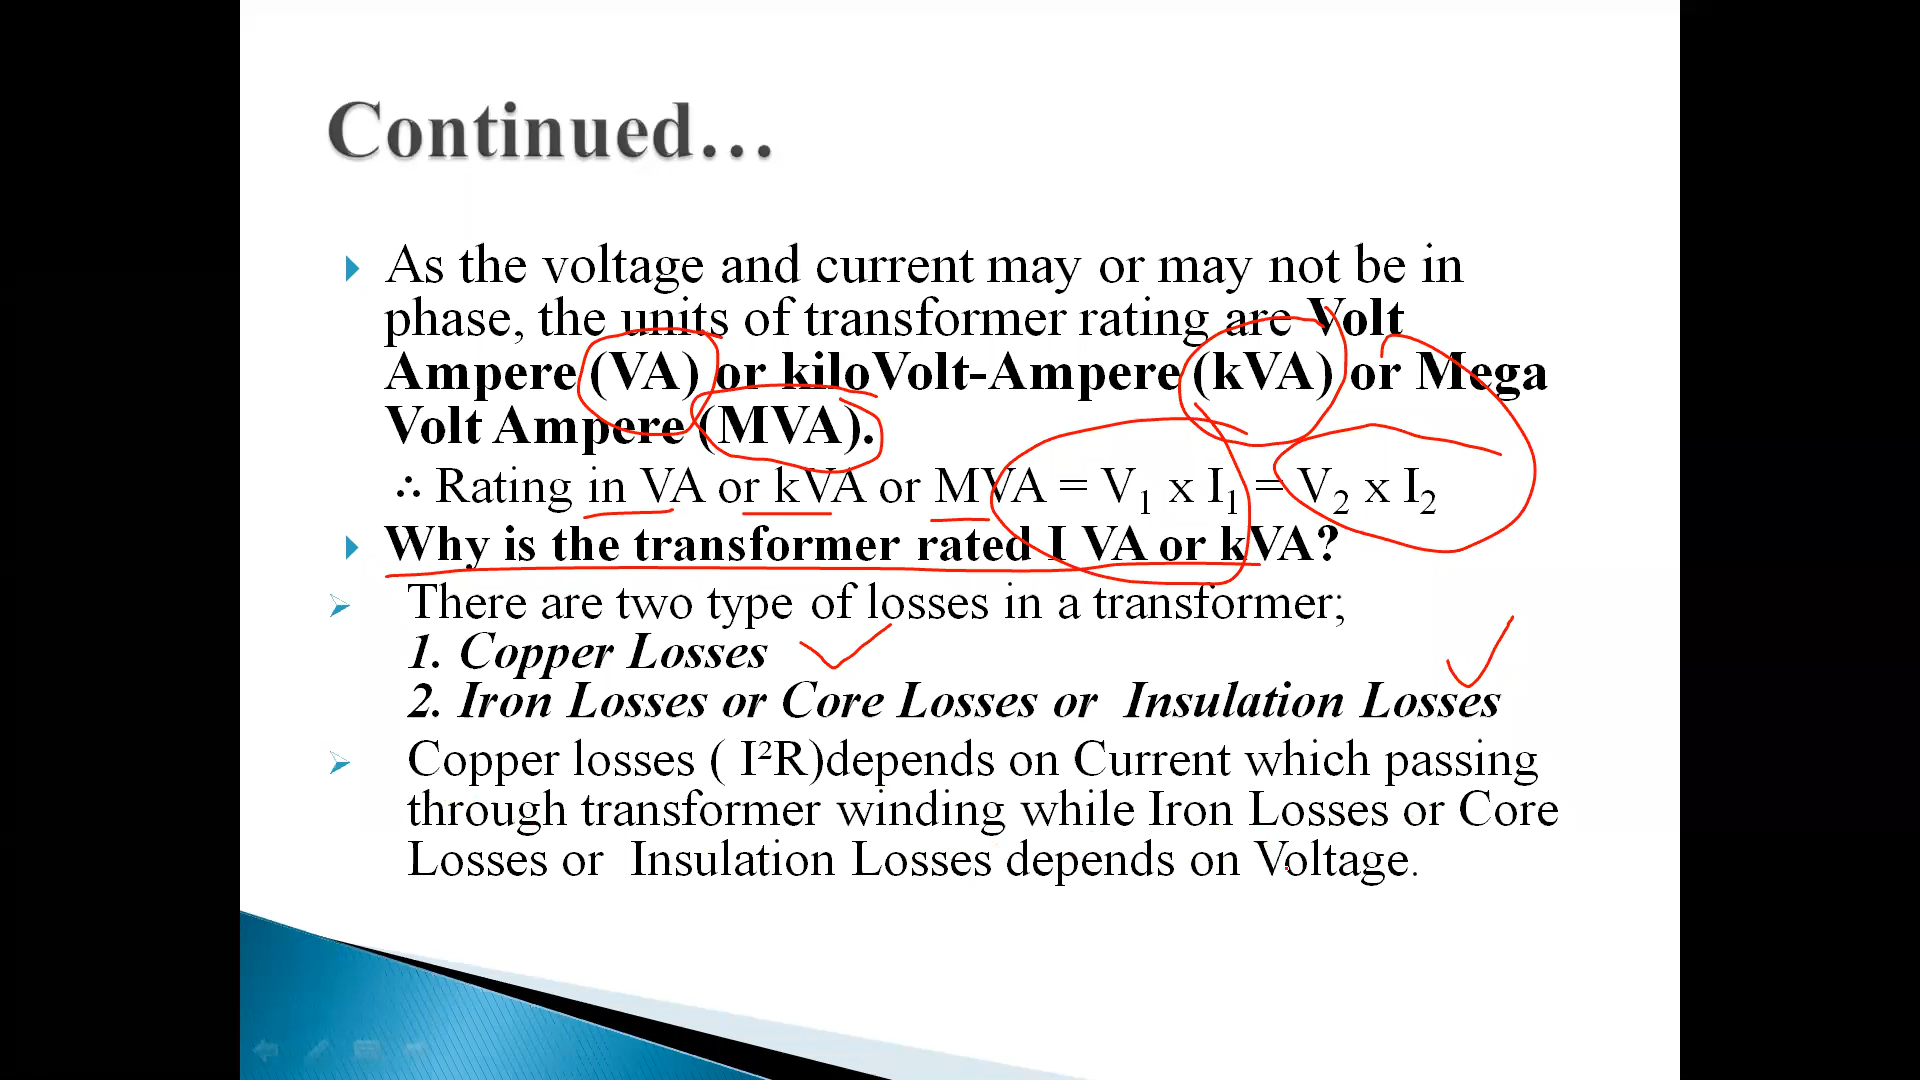 Continued...
As the voltage and current may or may not be in
phase, the units of transformer rating are Volt
Ampere (VA) or kiloVolt-Ampere (kVA) or Mega
Volt Ampere (MVA).
∴ Rating in VA or kVA or MVA = V₁ x I₁ = V₂ x I₂
Why is the transformer rated I VA or kVA?
There are two type of losses in a transformer;
1. Copper Losses
2. Iron Losses or Core Losses or Insulation Losses
Copper losses ( I²R)depends on Current which passing
through transformer winding while Iron Losses or Core
Losses or Insulation Losses depends on Voltage.